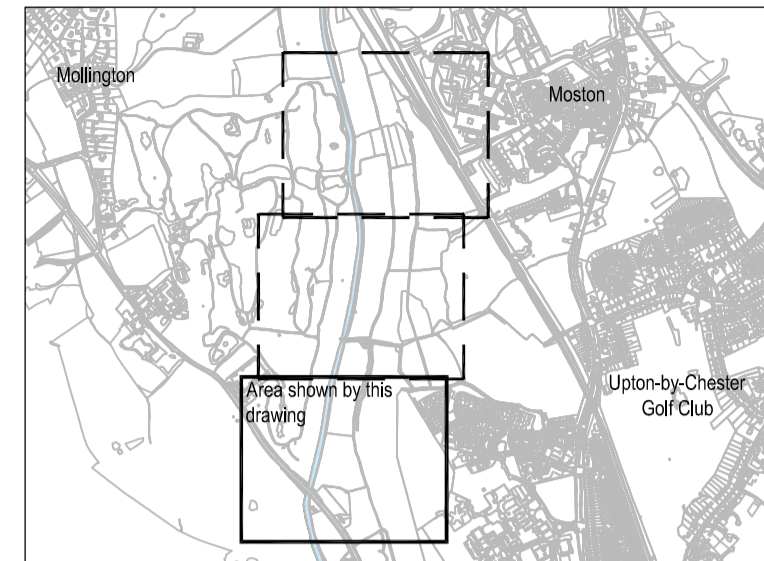 Mollington
Moston
Area shown by this
drawing
Upton-by-Chester
Golf Club